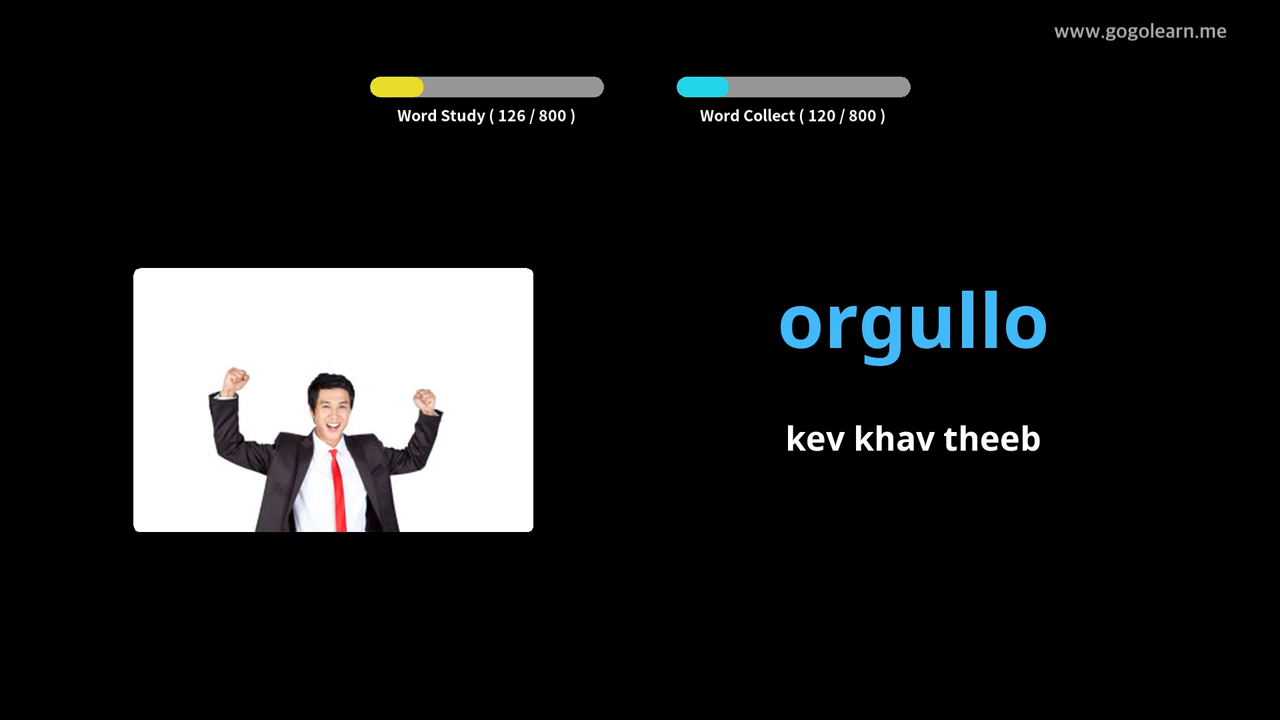 www.gogolearn.me
Word Study ( 126 / 800 )
Word Collect ( 120 / 800 )
orgullo
kev khav theeb